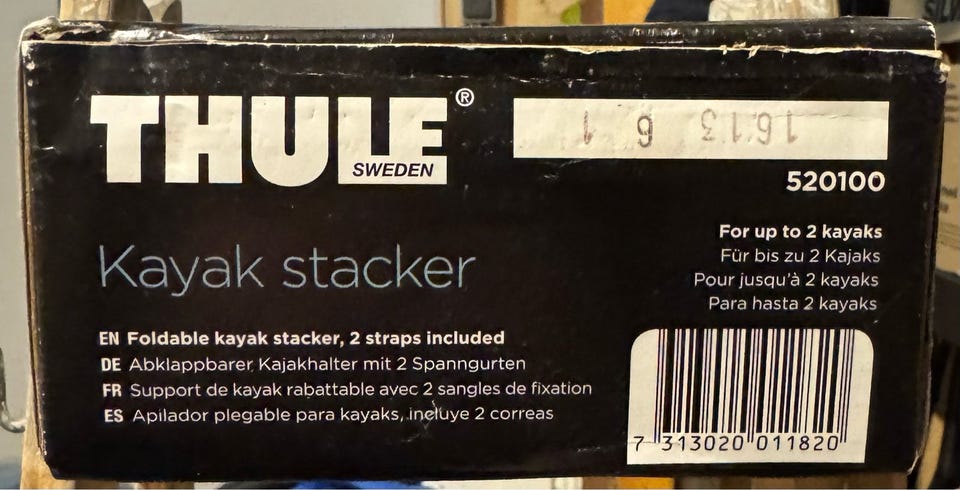 THULE®
SWEDEN
520100
Kayak stacker
For up to 2 kayaks
Für bis zu 2 Kajaks
Pour jusqu'à 2 kayaks
Para hasta 2 kayaks
EN Foldable kayak stacker, 2 straps included
DE Abklappbarer Kajakhalter mit 2 Spanngurten
FR Support de kayak rabattable avec 2 sangles de fixation
ES Apilador plegable para kayaks, incluye 2 correas
7 313020 011820